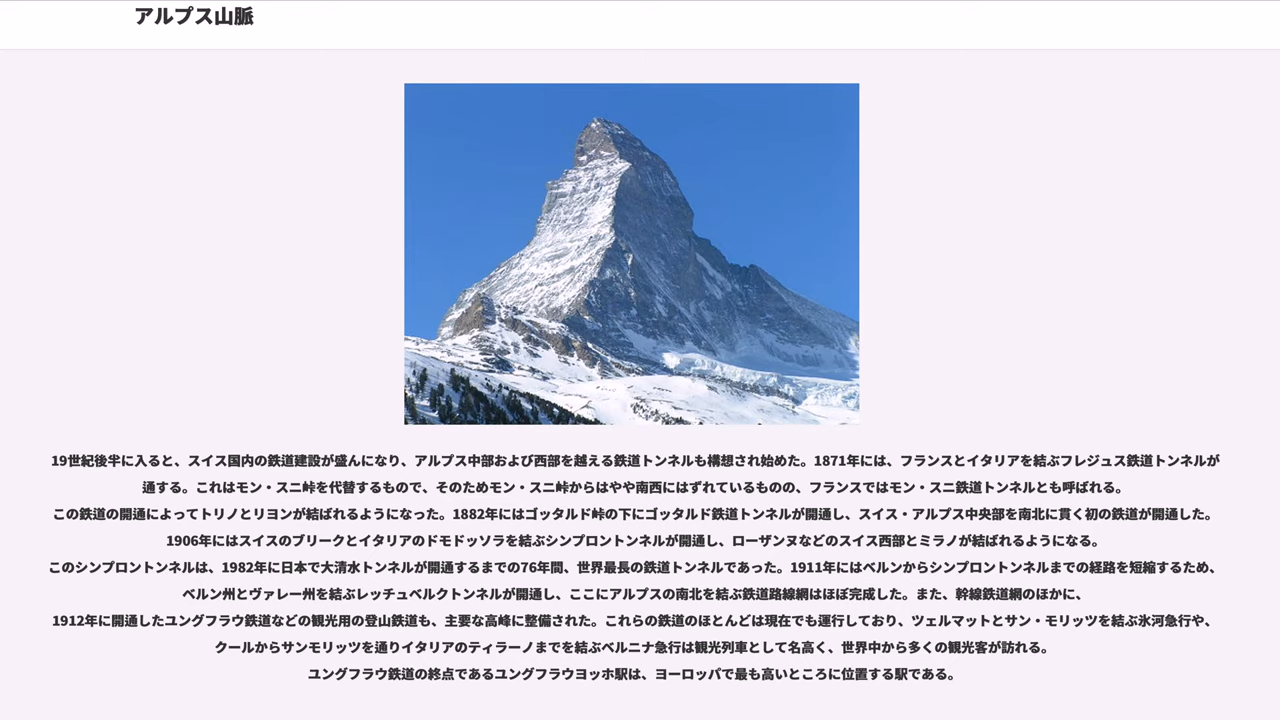 アルプス山脈
19世紀後半に入ると、スイス国内の鉄道建設が盛んになり、アルプス中部および西部を越える鉄道トンネルも構想され始めた。1871年には、フランスとイタリアを結ぶフレジュス鉄道トンネルが
通する。これはモン・スニ峠を代替するもので、そのためモン・スニ峠からはやや南西にはずれているものの、フランスではモン・スニ鉄道トンネルとも呼ばれる。
この鉄道の開通によってトリノとリヨンが結ばれるようになった。1882年にはゴッタルド峠の下にゴッタルド鉄道トンネルが開通し、スイス・アルプス中央部を南北に貫く初の鉄道が開通した。
1906年にはスイスのブリークとイタリアのドモドッソラを結ぶシンプロントンネルが開通し、ローザンヌなどのスイス西部とミラノが結ばれるようになる。
このシンプロントンネルは、1982年に日本で大清水トンネルが開通するまでの76年間、世界最長の鉄道トンネルであった。1911年にはベルンからシンプロントンネルまでの経路を短縮するため、
ベルン州とヴァレー州を結ぶレッチュベルクトンネルが開通し、ここにアルプスの南北を結ぶ鉄道路線網はほぼ完成した。また、幹線鉄道網のほかに、
1912年に開通したユングフラウ鉄道などの観光用の登山鉄道も、主要な高峰に整備された。これらの鉄道のほとんどは現在でも運行しており、ツェルマットとサン・モリッツを結ぶ氷河急行や、
クールからサンモリッツを通りイタリアのティラーノまでを結ぶベルニナ急行は観光列車として名高く、世界中から多くの観光客が訪れる。
ユングフラウ鉄道の終点であるユングフラウヨッホ駅は、ヨーロッパで最も高いところに位置する駅である。